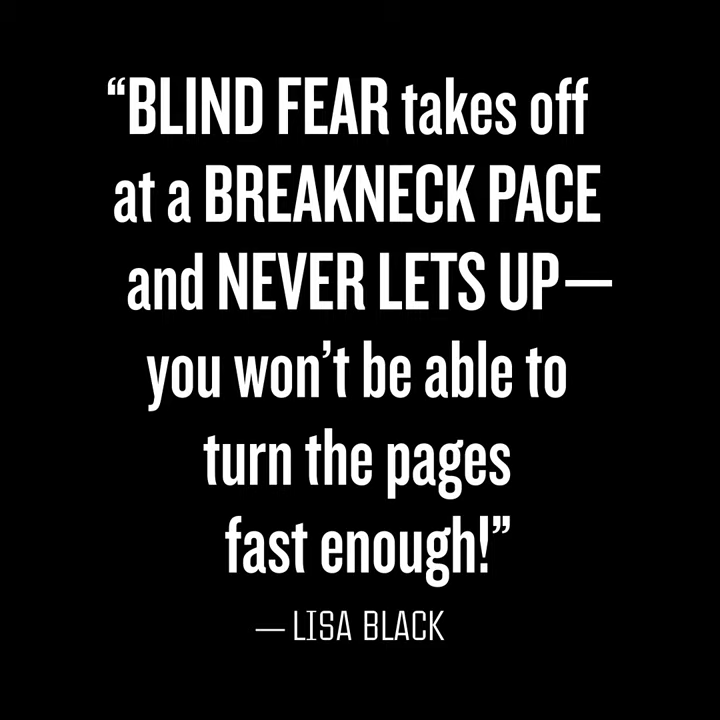 “BLIND FEAR takes off
at a BREAKNECK PACE
and NEVER LETS UP—
you won’t be able to
turn the pages
fast enough!”
— LISA BLACK